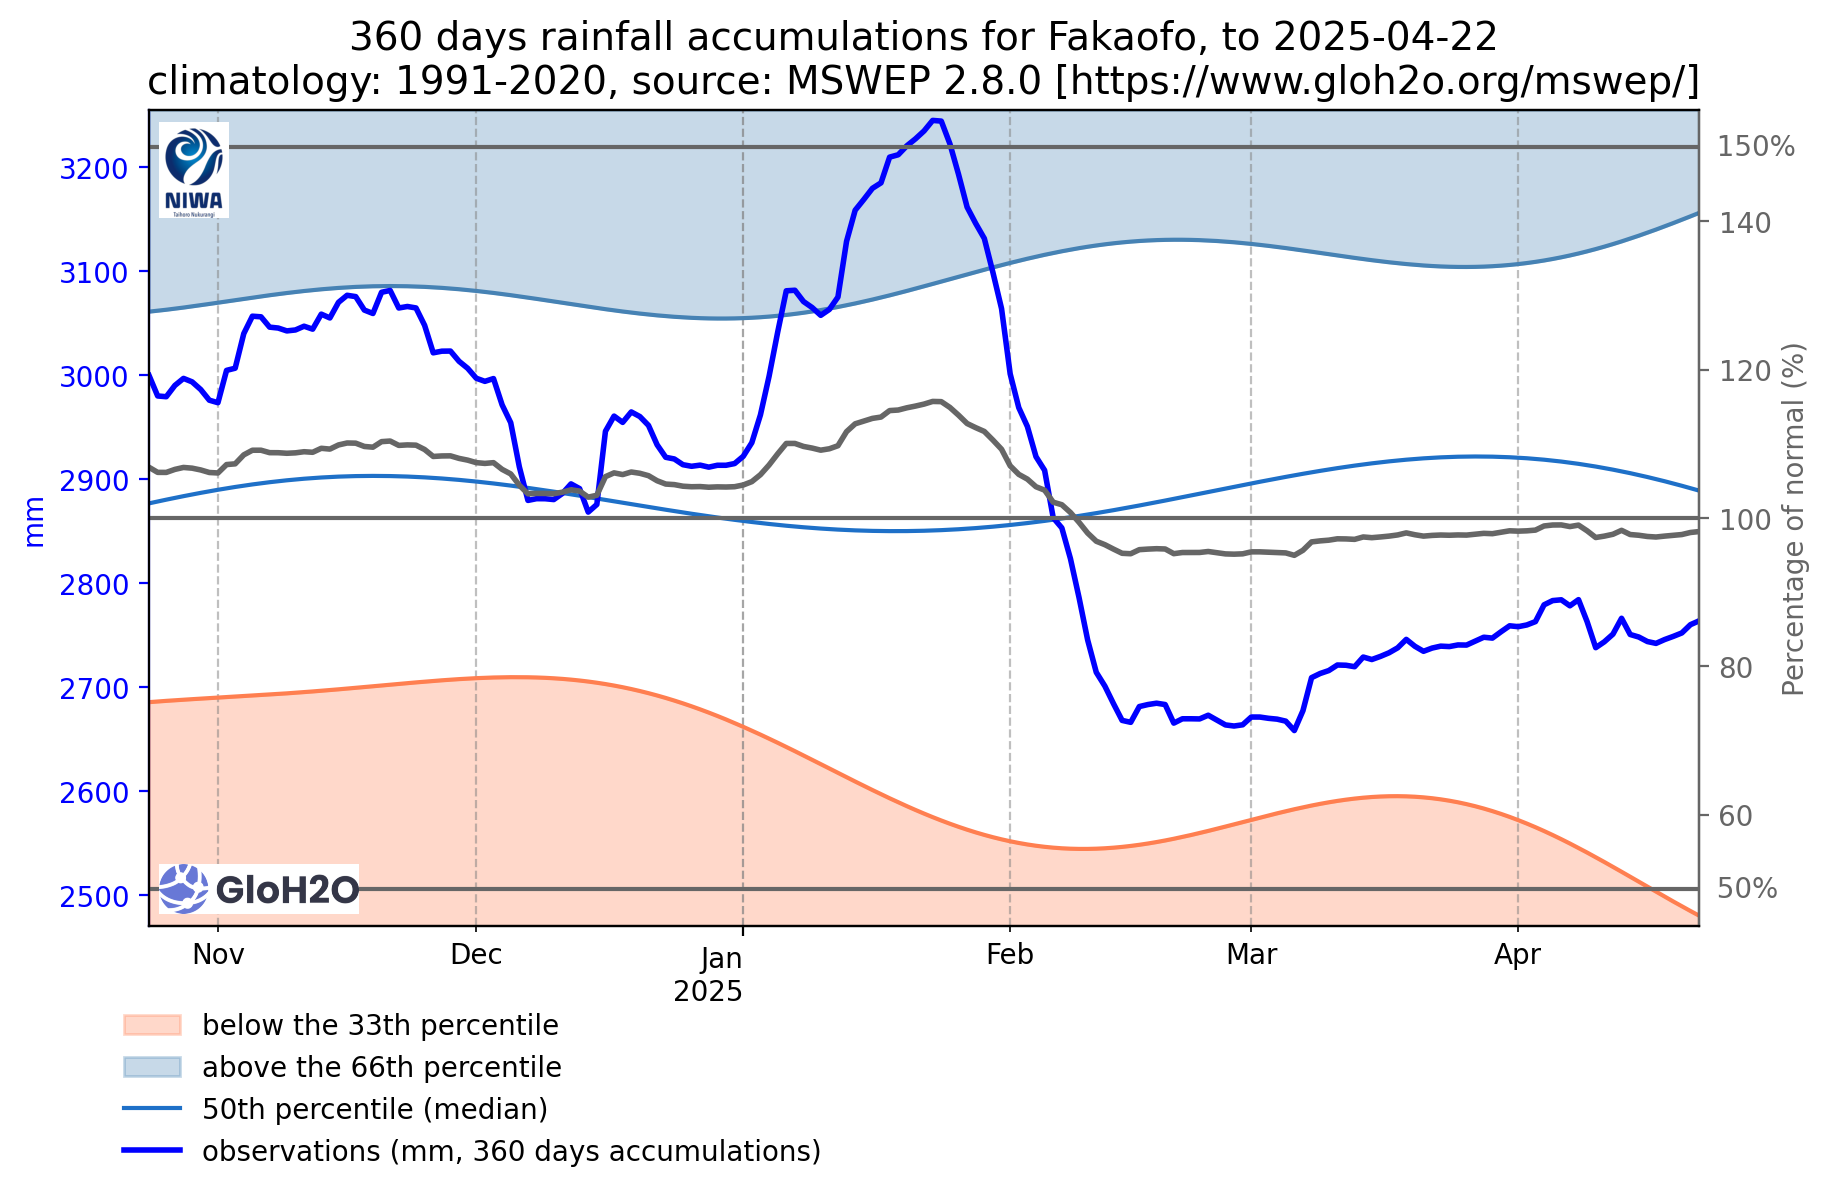 360 days rainfall accumulations for Fakaofo, to 2025-04-22
climatology: 1991-2020, source: MSWEP 2.8.0 [https://www.gloh2o.org/mswep/]
NIWA
Taihoro Nukurangi
3200
3100
3000
2900
2800
2700
2600
2500
mm
150%
140
120
100
80
60
50%
Percentage of normal (%)
GloH2O
Nov
Dec
Jan
2025
Feb
Mar
Apr
below the 33th percentile
above the 66th percentile
50th percentile (median)
observations (mm, 360 days accumulations)